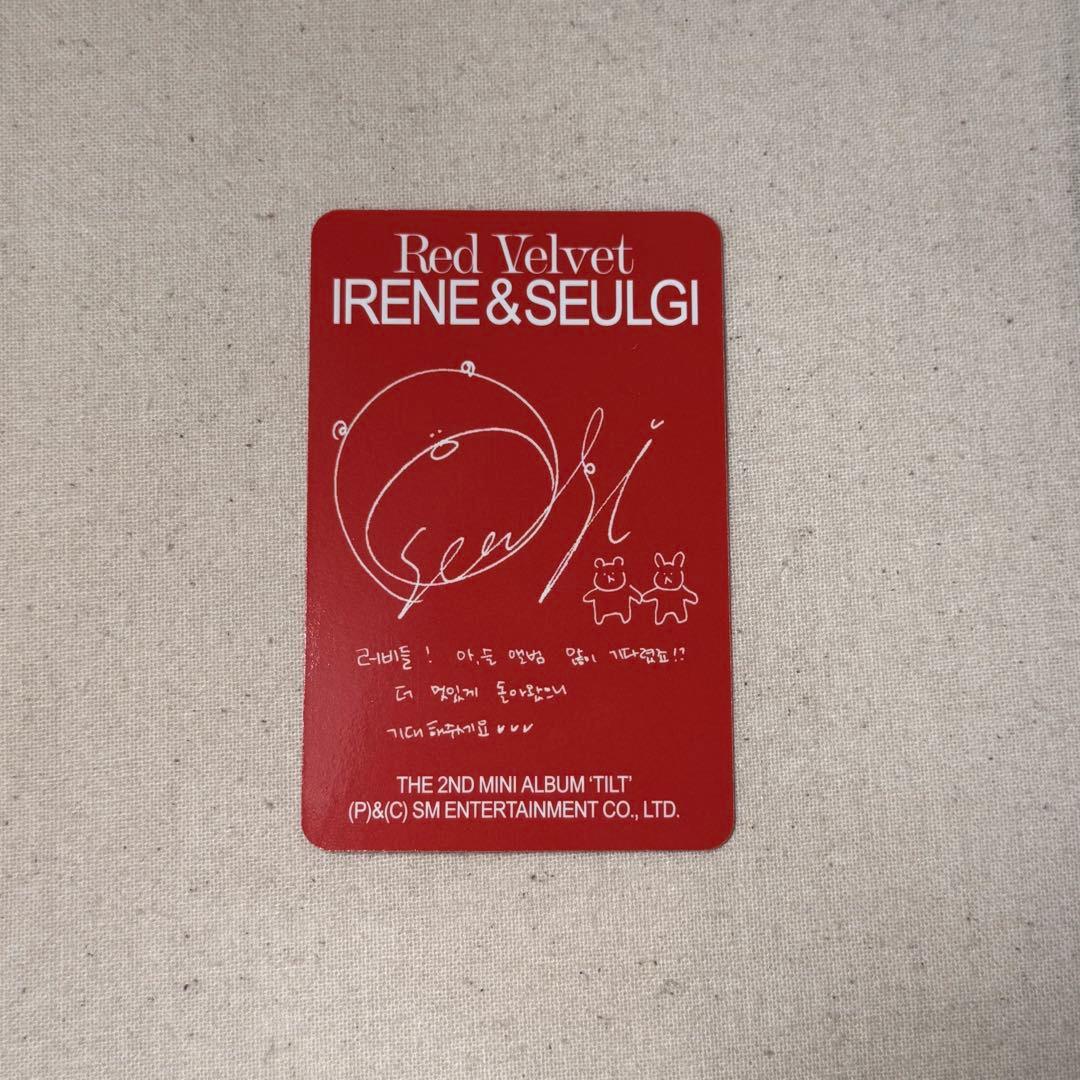 Red Velvet
IRENE & SEULGI
Seulgi
러비들! 아,슬 앨범 많이 기다렸죠!?
더 멋있게 돌아왔으니
기대해주세요 ♥♥♥
THE 2ND MINI ALBUM ‘TILT’
(P)&(C) SM ENTERTAINMENT CO., LTD.